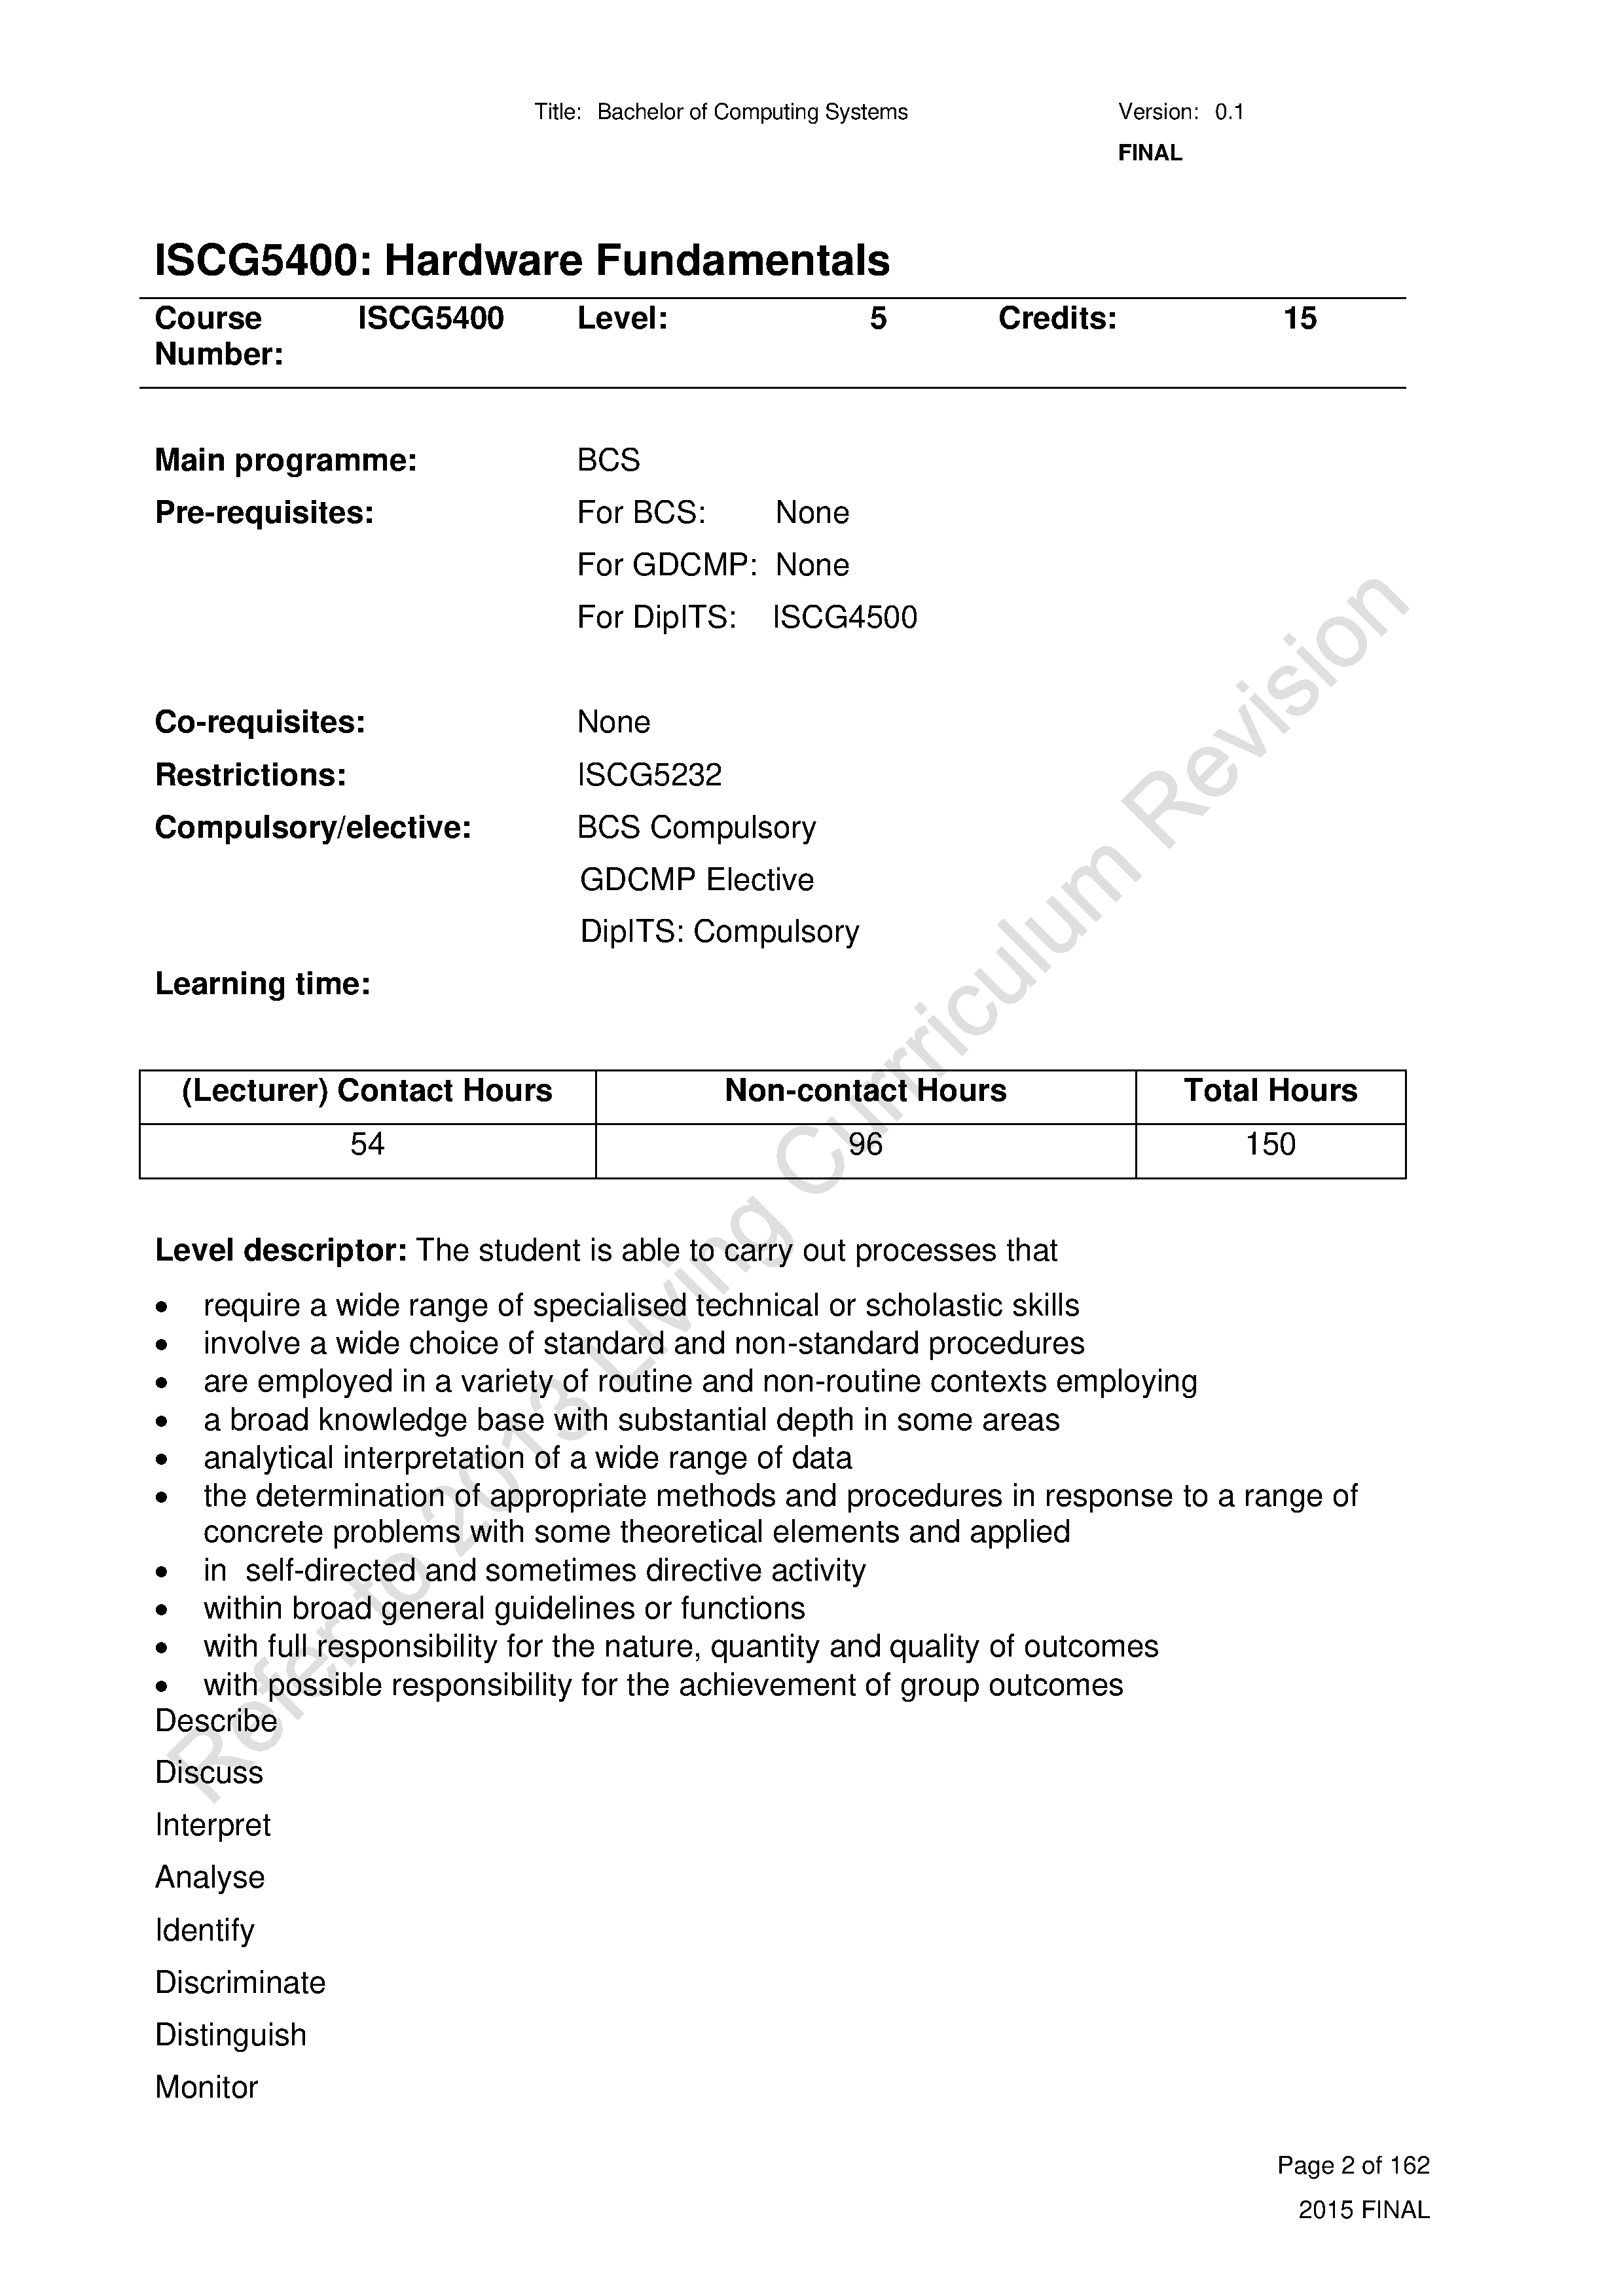 Title: Bachelor of Computing Systems Version: 0.1
FINAL
ISCG5400: Hardware Fundamentals
Course ISCG5400 Level: 5 Credits: 15
Number:
Main programme: BCS
Pre-requisites: For BCS: None
For GDCMP: None
For DipITS: ISCG4500
Co-requisites: None
Restrictions: ISCG5232
Compulsory/elective: BCS Compulsory
GDCMP Elective
DipITS: Compulsory
Learning time:
(Lecturer) Contact Hours Non-contact Hours Total Hours
54 96 150
Level descriptor: The student is able to carry out processes that
• require a wide range of specialised technical or scholastic skills
• involve a wide choice of standard and non-standard procedures
• are employed in a variety of routine and non-routine contexts employing
• a broad knowledge base with substantial depth in some areas
• analytical interpretation of a wide range of data
• the determination of appropriate methods and procedures in response to a range of
concrete problems with some theoretical elements and applied
• in  self-directed and sometimes directive activity
• within broad general guidelines or functions
• with full responsibility for the nature, quantity and quality of outcomes
• with possible responsibility for the achievement of group outcomes
Describe
Discuss
Interpret
Analyse
Identify
Discriminate
Distinguish
Monitor
Page 2 of 162
2015 FINAL
Refer to 2013 Living Curriculum Revision